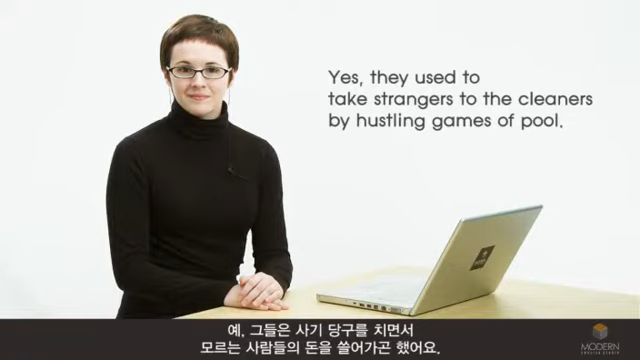 Yes, they used to
take strangers to the cleaners
by hustling games of pool.
예, 그들은 사기 당구를 치면서
모르는 사람들의 돈을 쓸어가곤 했어요.
MODERN